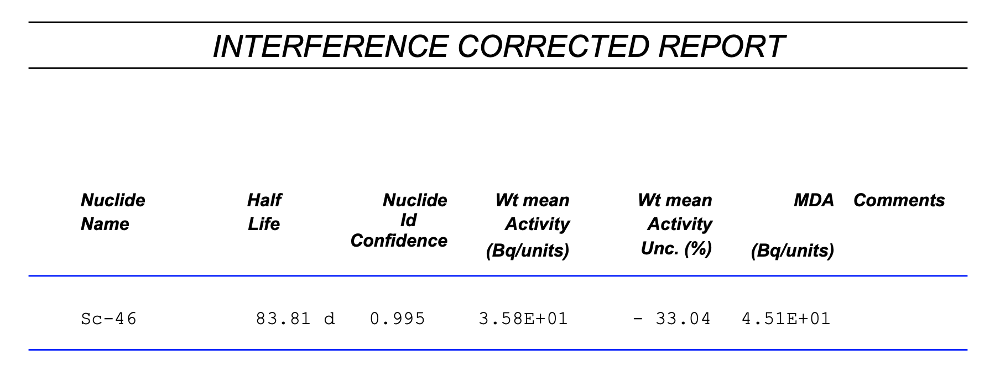 INTERFERENCE CORRECTED REPORT
Nuclide Half Nuclide Wt mean Wt mean MDA Comments
Name Life Id Activity Activity
Confidence (Bq/units) Unc. (%) (Bq/units)
Sc-46 83.81 d 0.995 3.58E+01 - 33.04 4.51E+01